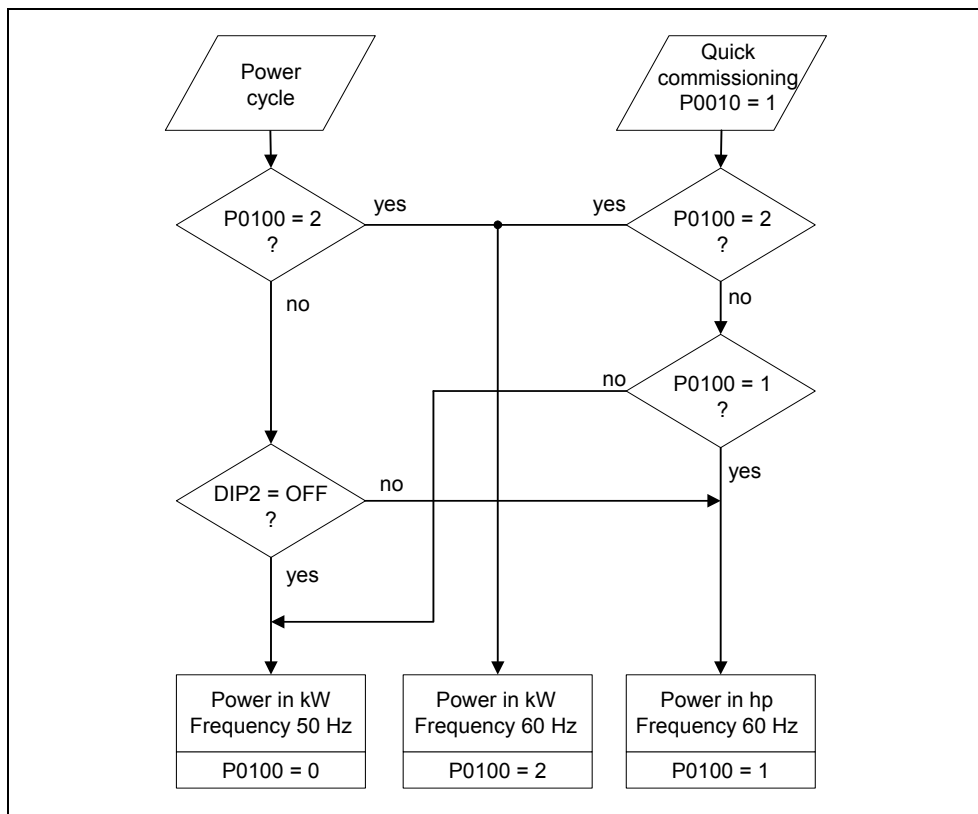 Power
cycle
Quick
commissioning
P0010 = 1
P0100 = 2
?
yes
yes
P0100 = 2
?
no
no
no
P0100 = 1
?
DIP2 = OFF
?
no
yes
yes
Power in kW
Frequency 50 Hz
P0100 = 0
Power in kW
Frequency 60 Hz
P0100 = 2
Power in hp
Frequency 60 Hz
P0100 = 1